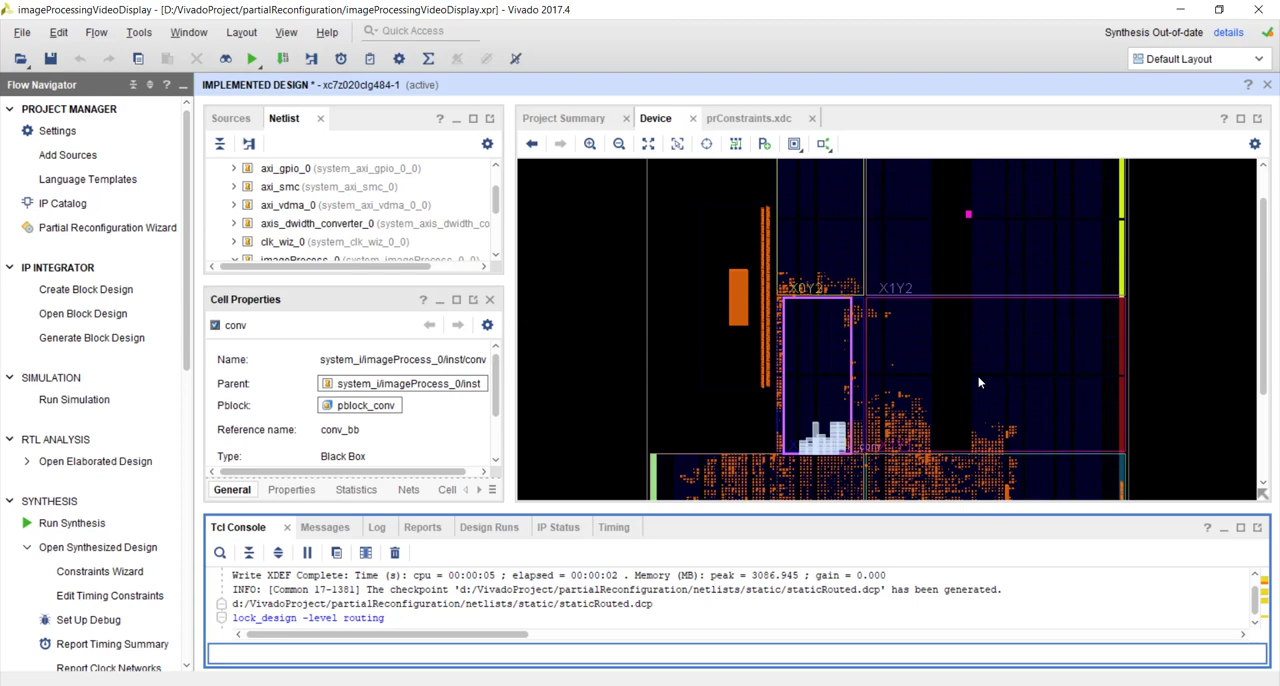 imageProcessingVideoDisplay - [D:/VivadoProject/partialReconfiguration/imageProcessingVideoDisplay.xpr] - Vivado 2017.4
File Edit Flow Tools Window Layout View Help Quick Access
Synthesis Out-of-date details
Default Layout
Flow Navigator
IMPLEMENTED DESIGN * - xc7z020clg484-1 (active)
PROJECT MANAGER
Settings
Add Sources
Language Templates
IP Catalog
Partial Reconfiguration Wizard
IP INTEGRATOR
Create Block Design
Open Block Design
Generate Block Design
SIMULATION
Run Simulation
RTL ANALYSIS
Open Elaborated Design
SYNTHESIS
Run Synthesis
Open Synthesized Design
Constraints Wizard
Edit Timing Constraints
Set Up Debug
Report Timing Summary
Report Clock Networks
Sources Netlist
axi_gpio_0 (system_axi_gpio_0_0)
axi_smc (system_axi_smc_0)
axi_vdma_0 (system_axi_vdma_0_0)
axis_dwidth_converter_0 (system_axis_dwidth_co
clk_wiz_0 (system_clk_wiz_0_0)
imageProcess_0 (system_imageProcess_0_0)
Cell Properties
conv
Name: system_i/imageProcess_0/inst/conv
Parent: system_i/imageProcess_0/inst
Pblock: pblock_conv
Reference name: conv_bb
Type: Black Box
General Properties Statistics Nets Cell
Project Summary Device prConstraints.xdc
X0Y2 X1Y2
Tcl Console Messages Log Reports Design Runs IP Status Timing
Write XDEF Complete: Time (s): cpu = 00:00:05 ; elapsed = 00:00:02 . Memory (MB): peak = 3086.945 ; gain = 0.000
INFO: [Common 17-1381] The checkpoint 'd:/VivadoProject/partialReconfiguration/netlists/static/staticRouted.dcp' has been generated.
d:/VivadoProject/partialReconfiguration/netlists/static/staticRouted.dcp
lock_design -level routing